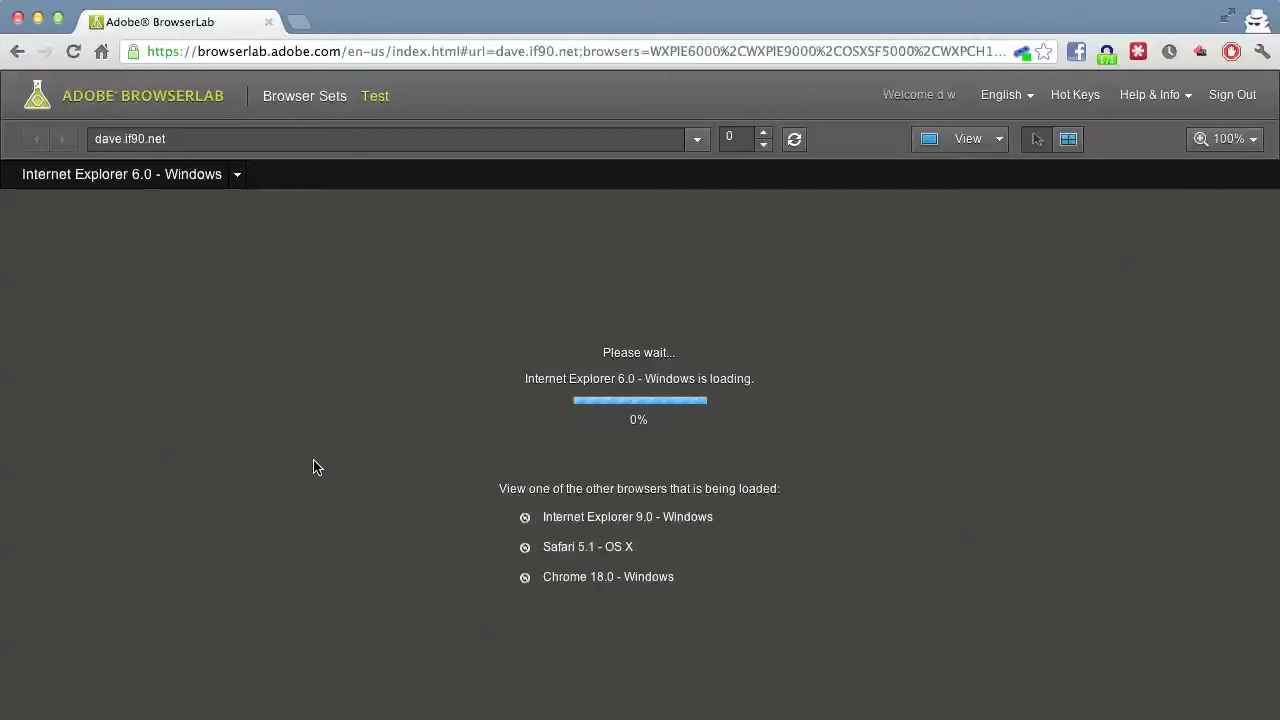 Adobe® BrowserLab
https://browserlab.adobe.com/en-us/index.html#url=dave.if90.net;browsers=WXPIE6000%2CWXPIE9000%2COSXSF5000%2CWXPCH1...
1/1
ADOBE® BROWSERLAB
Browser Sets
Test
Welcome d w
English
Hot Keys
Help & Info
Sign Out
dave.if90.net
0
View
100%
Internet Explorer 6.0 - Windows
Please wait...
Internet Explorer 6.0 - Windows is loading.
0%
View one of the other browsers that is being loaded:
Internet Explorer 9.0 - Windows
Safari 5.1 - OS X
Chrome 18.0 - Windows